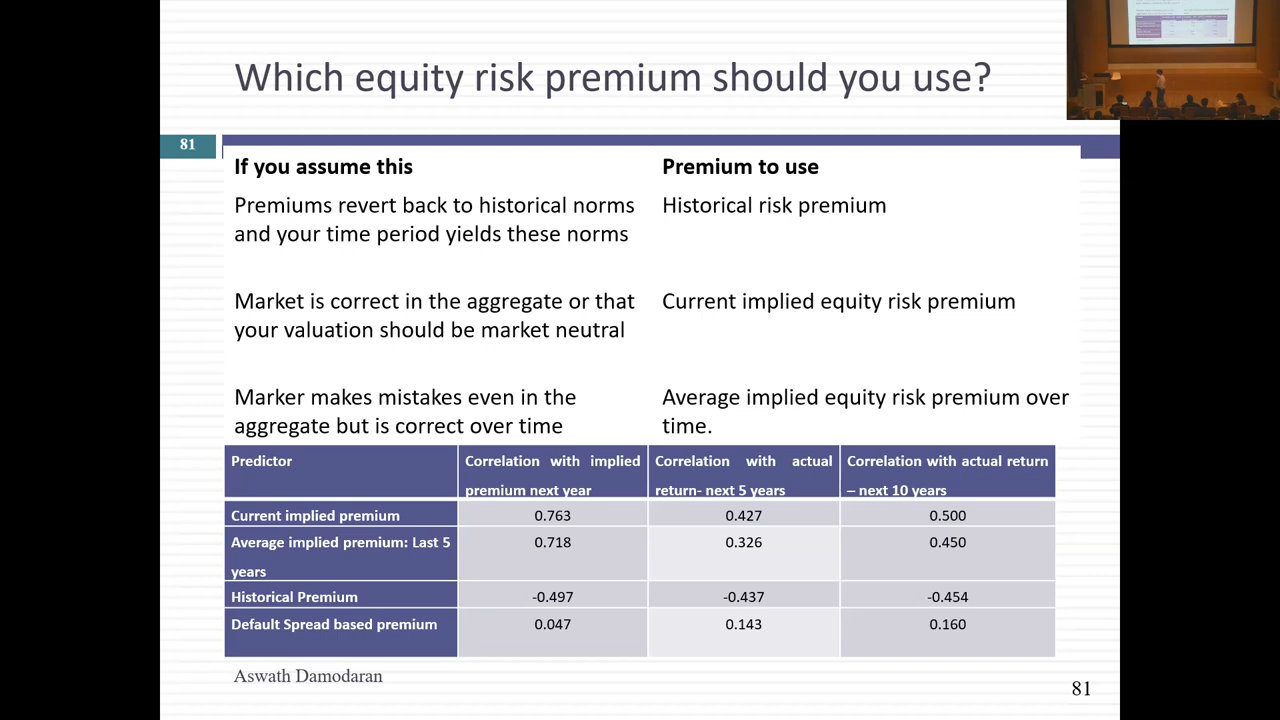 Which equity risk premium should you use?
81
If you assume this
Premium to use
Premiums revert back to historical norms
and your time period yields these norms
Historical risk premium
Market is correct in the aggregate or that
your valuation should be market neutral
Current implied equity risk premium
Marker makes mistakes even in the
aggregate but is correct over time
Average implied equity risk premium over
time.
Predictor
Correlation with implied
premium next year
Correlation with actual
return- next 5 years
Correlation with actual return
– next 10 years
Current implied premium
0.763
0.427
0.500
Average implied premium: Last 5
years
0.718
0.326
0.450
Historical Premium
-0.497
-0.437
-0.454
Default Spread based premium
0.047
0.143
0.160
Aswath Damodaran
81